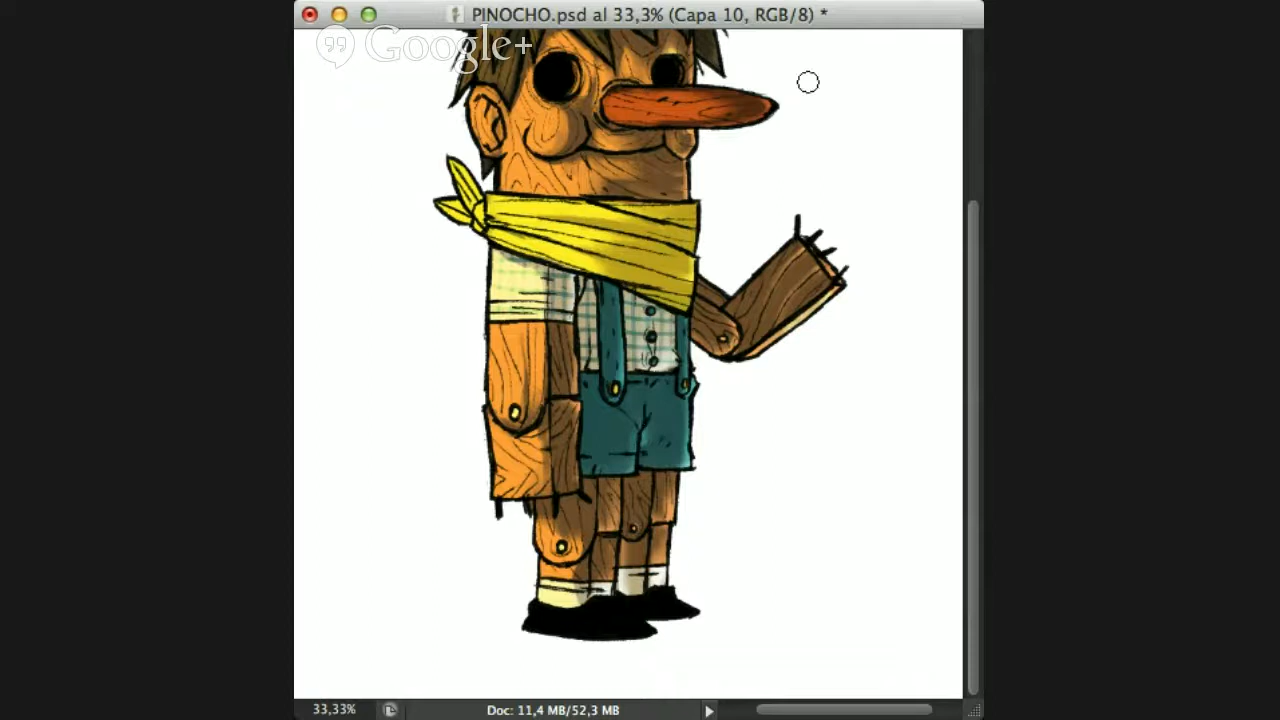 PINOCHO.psd al 33,3% (Capa 10, RGB/8) *
Google+
33,33%
Doc: 11,4 MB/52,3 MB